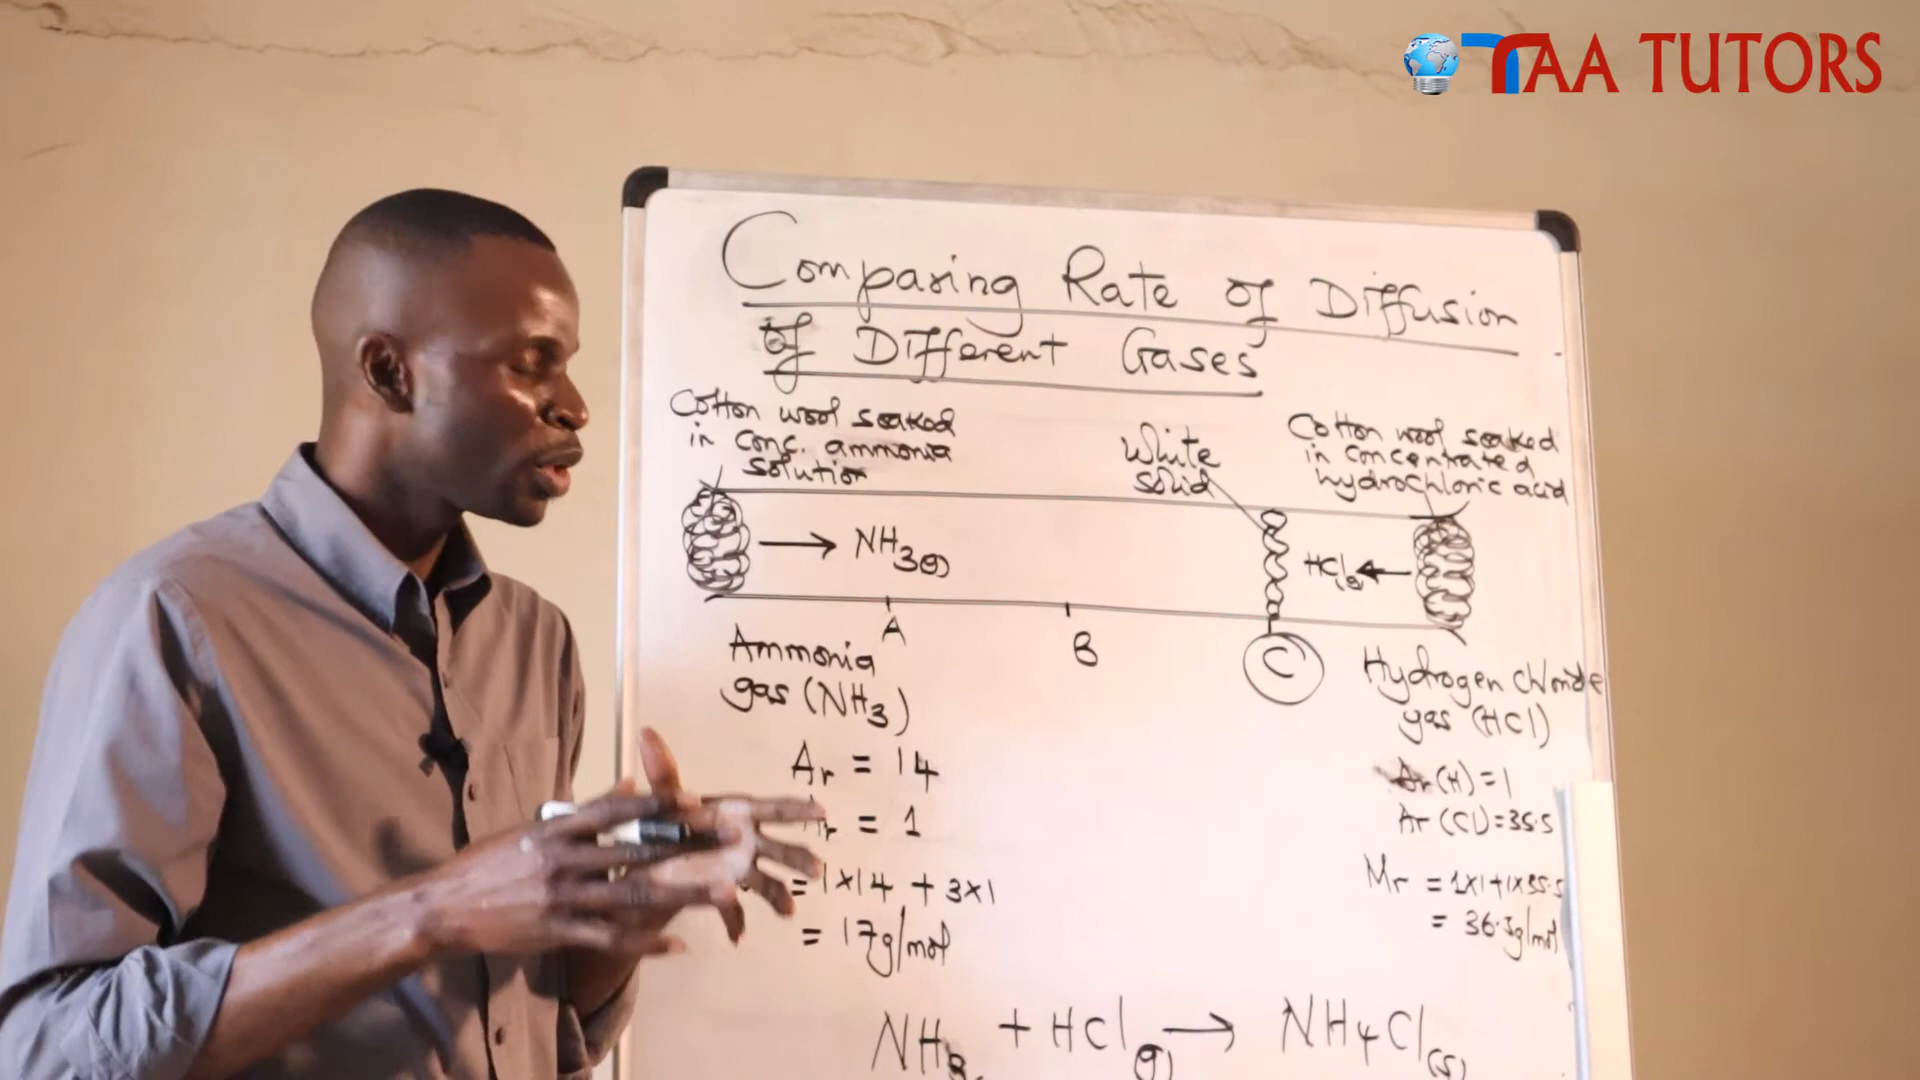 TAA TUTORS
Comparing Rate of Diffusion
of Different Gases
Cotton wool soaked
in conc. ammonia
solution
White
solid
Cotton wool soaked
in concentrated
hydrochloric acid
NH3(g)
HCl(g)
A
B
C
Ammonia
gas (NH3)
Ar = 14
Ar = 1
= 1×14 + 3×1
= 17g/mol
Hydrogen chloride
gas (HCl)
Ar (H) = 1
Ar (Cl) = 35.5
Mr = 1×1+1×35.5
= 36.5g/mol
NH3 + HCl(g) → NH4Cl(s)